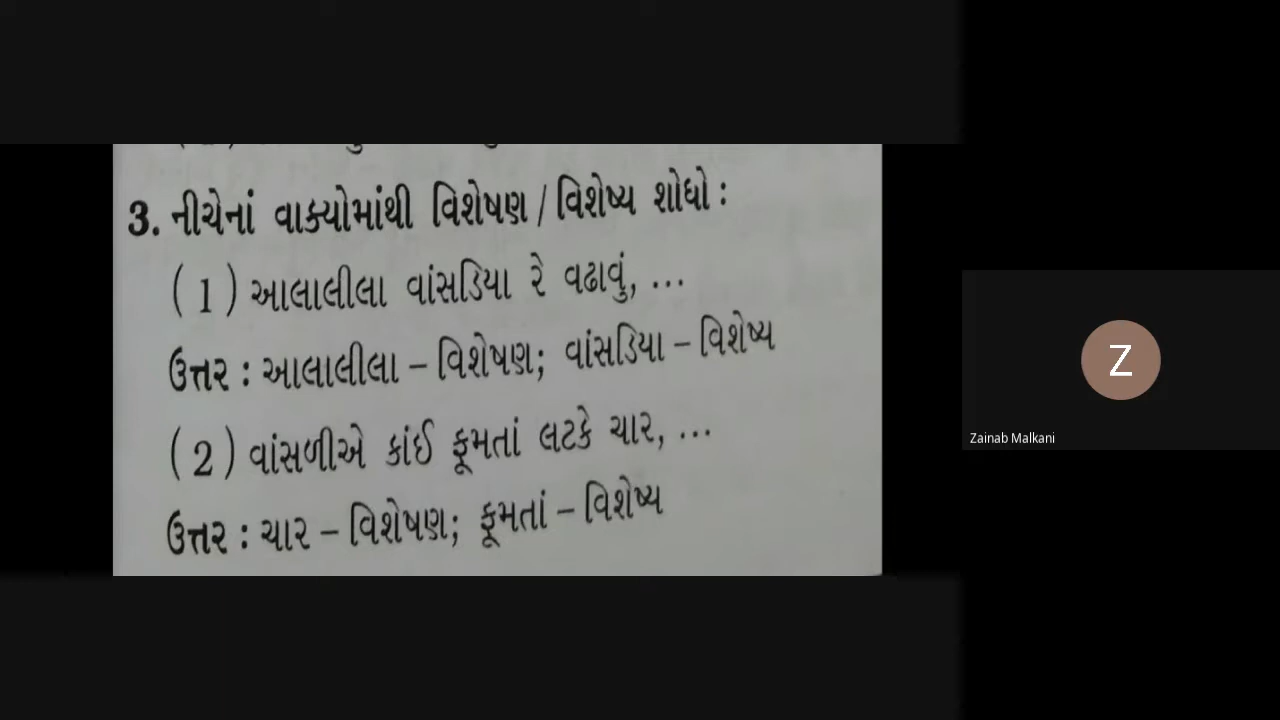 3. નીચેનાં વાક્યોમાંથી વિશેષણ / વિશેષ્ય શોધો :
( 1 ) આલાલીલા વાંસડિયા રે વઢાવું, ...
ઉત્તર : આલાલીલા – વિશેષણ; વાંસડિયા – વિશેષ્ય
( 2 ) વાંસળીએ કાંઈ ફૂમતાં લટકે ચાર, ...
ઉત્તર : ચાર – વિશેષણ; ફૂમતાં – વિશેષ્ય
Z
Zainab Malkani